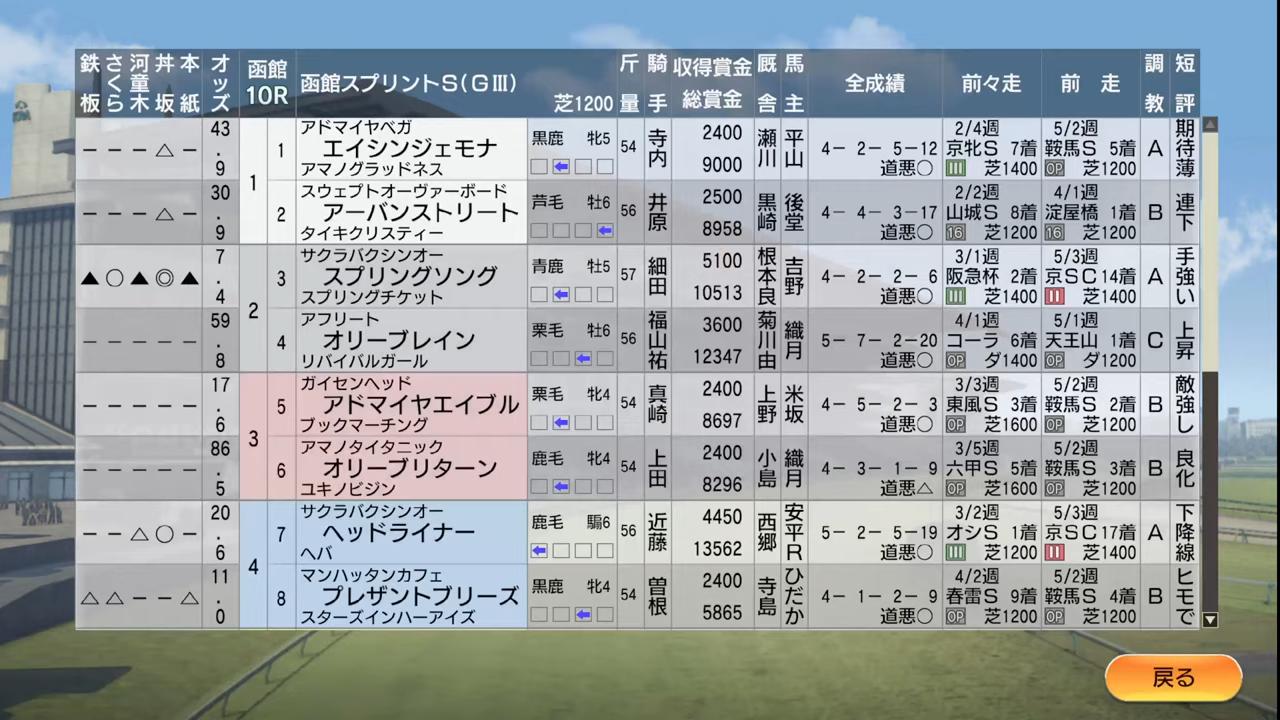 鉄板 さくら 河童木 井坂 本紙 オッズ 函館10R 函館スプリントS(GⅢ) 芝1200 斤量 騎手 収得賞金 総賞金 厩舎 馬主 全成績 前々走 前走 調教 短評
アドマイヤベガ
－ － － △ － 43.9 1 1 エイシンジェモナ 黒鹿 牝5 54 寺内 2400 9000 瀬川 平山 4－ 2－ 5－12 道悪○ 2/4週 京牝S 7着 Ⅲ 芝1400 5/2週 鞍馬S 5着 OP 芝1200 A 期待薄
アマノグラッドネス
スウェプトオーヴァーボード
－ － － △ － 30.9 2 アーバンストリート 芦毛 牡6 56 井原 2500 8958 黒崎 後堂 4－ 4－ 3－17 道悪○ 2/2週 山城S 8着 16 芝1200 4/1週 淀屋橋 1着 16 芝1200 B 連下
タイキクリスティー
サクラバクシンオー
▲ ○ ▲ ◎ ▲ 7.4 2 3 スプリングソング 青鹿 牡5 57 細田 5100 10513 根本良 吉野 4－ 2－ 2－ 6 道悪○ 3/1週 阪急杯 2着 Ⅲ 芝1400 5/3週 京SC 14着 Ⅱ 芝1400 A 手強い
スプリングチケット
アフリート
－ － － － － 59.8 4 オリーブレイン 栗毛 牡6 56 福山祐 3600 12347 菊川由 織月 5－ 7－ 2－20 道悪○ 4/1週 コーラ 6着 OP ダ1400 5/1週 天王山 1着 OP ダ1200 C 上昇
リバイバルガール
ガイセンヘッド
－ － － － － 17.6 3 5 アドマイヤエイブル 栗毛 牝4 54 真崎 2400 8697 上野 米坂 4－ 5－ 2－ 3 道悪○ 3/3週 東風S 3着 OP 芝1600 5/2週 鞍馬S 2着 OP 芝1200 B 敵強し
ブックマーチング
アマノタイタニック
－ － － － － 86.5 6 オリーブリターン 鹿毛 牝4 54 上田 2400 8296 小島 織月 4－ 3－ 1－ 9 道悪△ 3/5週 六甲S 5着 OP 芝1600 5/2週 鞍馬S 3着 OP 芝1200 B 良化
ユキノビジン
サクラバクシンオー
－ － △ ○ － 20.6 4 7 ヘッドライナー 鹿毛 騸6 56 近藤 4450 13562 西郷 安平R 5－ 2－ 5－19 道悪○ 3/2週 オシS 1着 Ⅲ 芝1200 5/3週 京SC 17着 Ⅱ 芝1400 A 下降線
ヘバ
マンハッタンカフェ
△ △ － － △ 11.0 8 プレザントブリーズ 黒鹿 牝4 54 曽根 2400 5865 寺島 ひだか 4－ 1－ 2－ 9 道悪○ 4/2週 春雷S 9着 OP 芝1200 5/2週 鞍馬S 4着 OP 芝1200 B ヒモで
スターズインハーアイズ
戻る